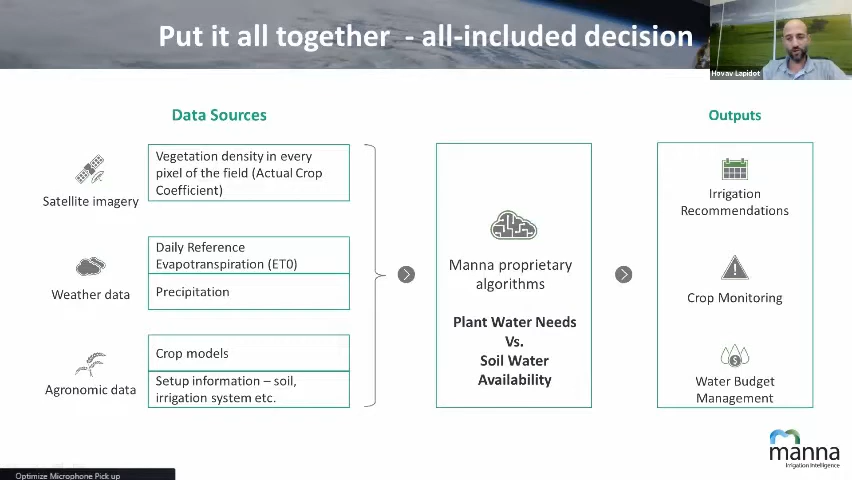 Put it all together - all-included decision
Hovav Lapidot
Data Sources
Outputs
Satellite imagery
Vegetation density in every
pixel of the field (Actual Crop
Coefficient)
Weather data
Daily Reference
Evapotranspiration (ET0)
Precipitation
Agronomic data
Crop models
Setup information – soil,
irrigation system etc.
Manna proprietary
algorithms
Plant Water Needs
Vs.
Soil Water
Availability
Irrigation
Recommendations
Crop Monitoring
Water Budget
Management
manna
Irrigation Intelligence
Optimize Microphone Pick up